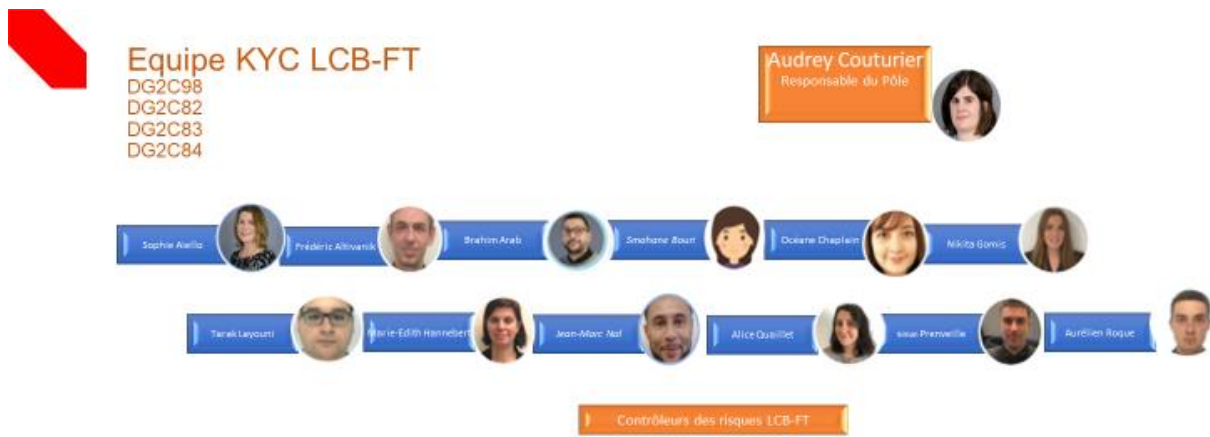 Equipe KYC LCB-FT
DG2C98
DG2C82
DG2C83
DG2C84
Audrey Couturier
Responsable du Pôle
Sophie Aiello
Frédéric Altivanik
Brahim Arab
Smahane Bouri
Océane Chaplain
Nikita Gomis
Tarek Layouni
Marie-Edith Hannebert
Jean-Marc Naf
Alice Quaillet
Prenveille
Aurélien Roque
Contrôleurs des risques LCB-FT